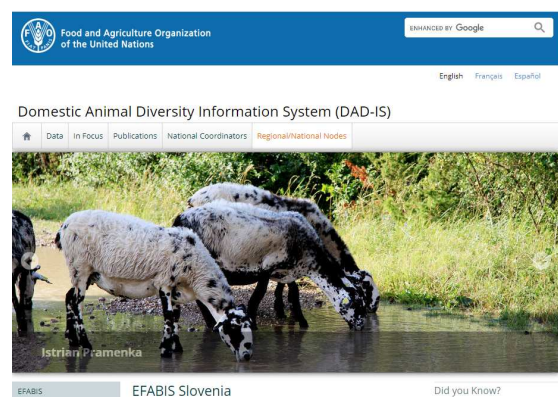 Food and Agriculture Organization
of the United Nations
ENHANCED BY Google
English Français Español
Domestic Animal Diversity Information System (DAD-IS)
Data In Focus Publications National Coordinators Regional/National Nodes
Istrian Pramenka
EFABIS
EFABIS Slovenia
Did you Know?